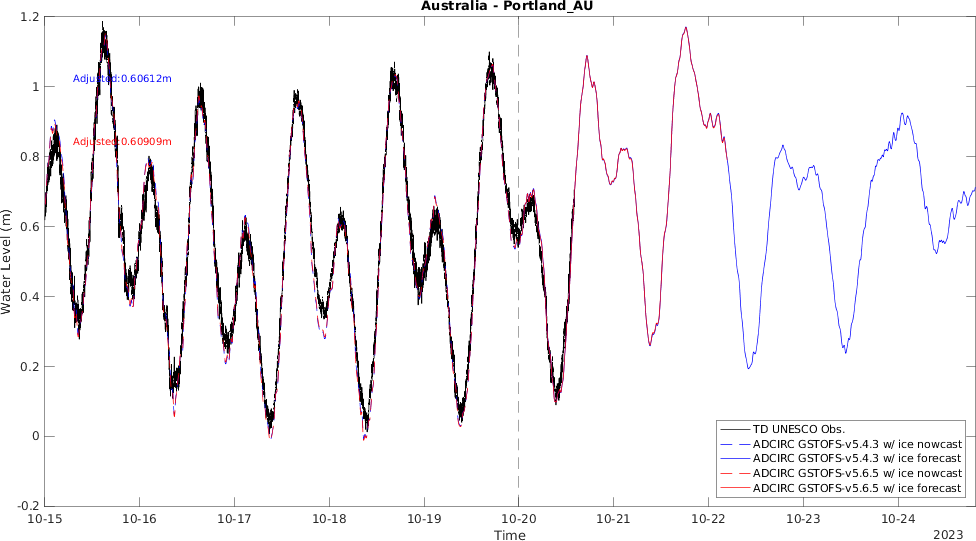 Australia - Portland_AU
1.2
1
0.8
0.6
0.4
0.2
0
-0.2
Water Level (m)
Adjusted:0.60612m
Adjusted:0.60909m
TD UNESCO Obs.
ADCIRC GSTOFS-v5.4.3 w/ ice nowcast
ADCIRC GSTOFS-v5.4.3 w/ ice forecast
ADCIRC GSTOFS-v5.6.5 w/ ice nowcast
ADCIRC GSTOFS-v5.6.5 w/ ice forecast
10-15 10-16 10-17 10-18 10-19 10-20 10-21 10-22 10-23 10-24
Time
2023